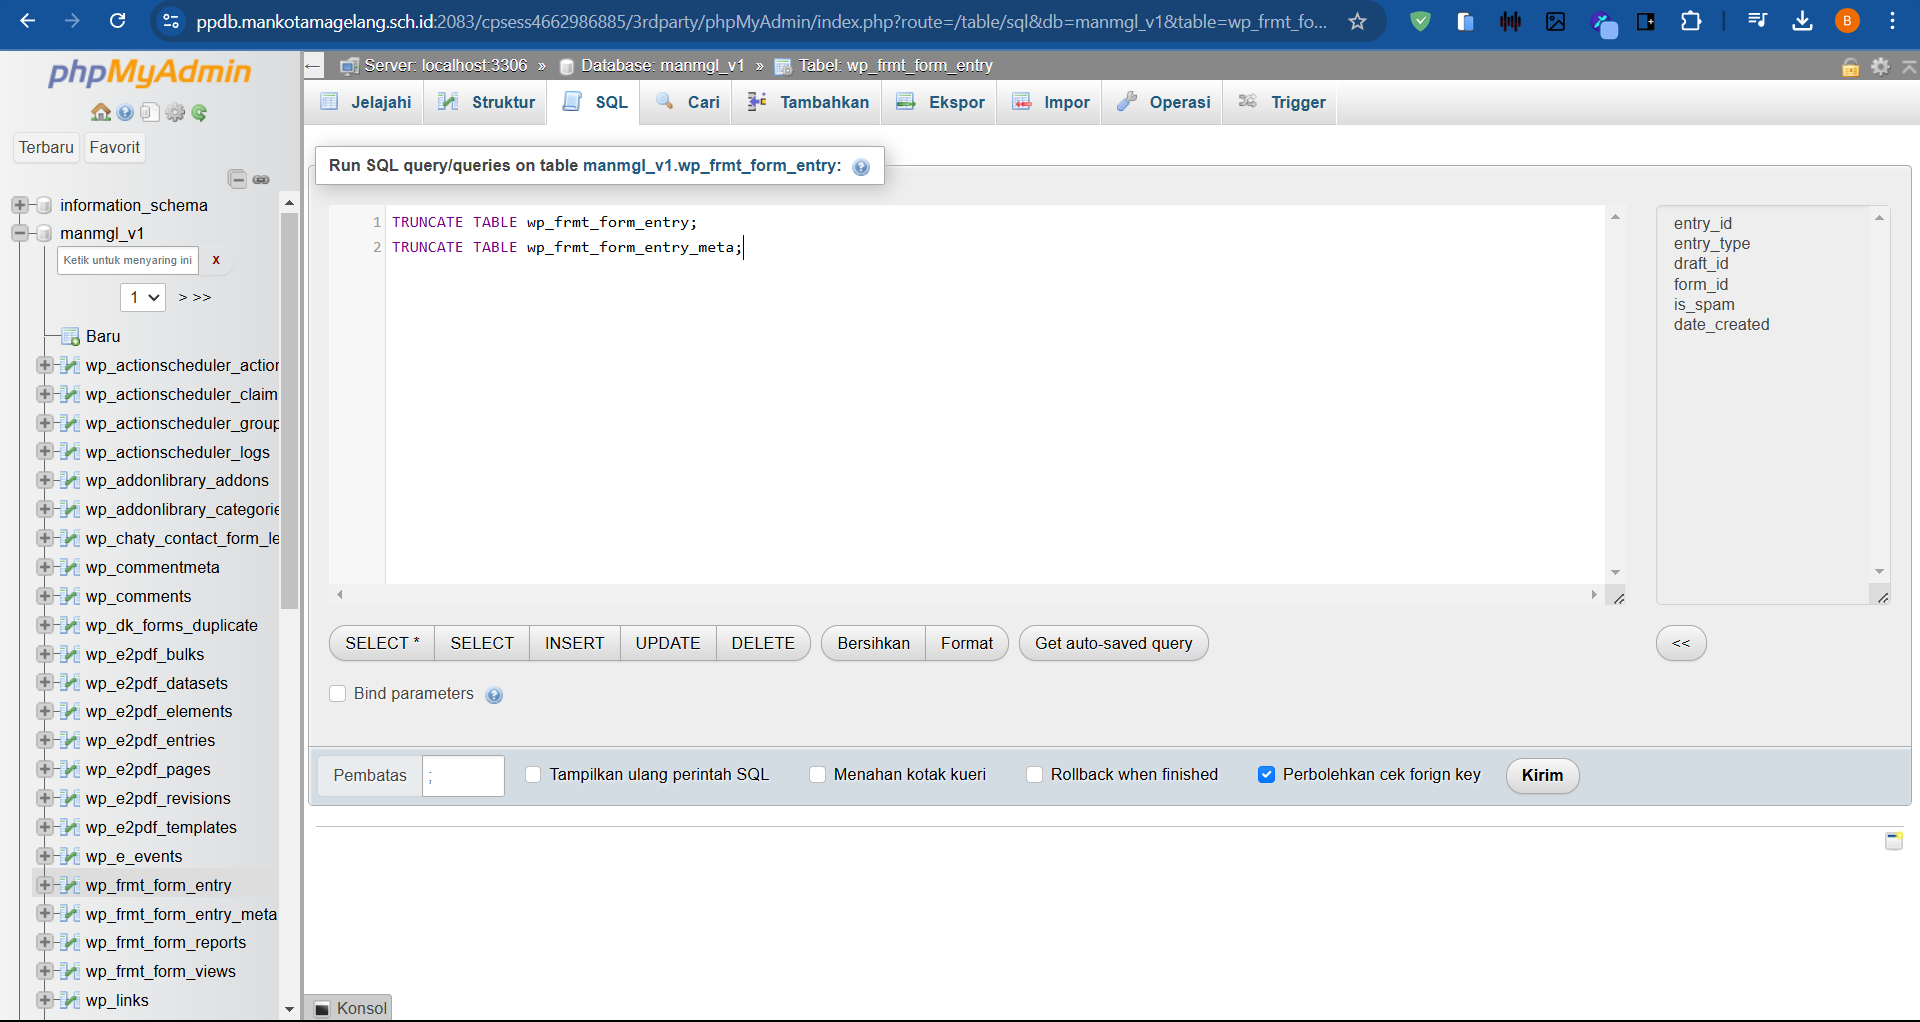 ppdb.mankotamagelang.sch.id:2083/cpsess4662986885/3rdparty/phpMyAdmin/index.php?route=/table/sql&db=manmgl_v1&table=wp_frmt_fo...
B
phpMyAdmin
Terbaru
Favorit
information_schema
manmgl_v1
Ketik untuk menyaring ini
x
1
> >>
Baru
wp_actionscheduler_action
wp_actionscheduler_claim
wp_actionscheduler_group
wp_actionscheduler_logs
wp_addonlibrary_addons
wp_addonlibrary_categorie
wp_chaty_contact_form_le
wp_commentmeta
wp_comments
wp_dk_forms_duplicate
wp_e2pdf_bulks
wp_e2pdf_datasets
wp_e2pdf_elements
wp_e2pdf_entries
wp_e2pdf_pages
wp_e2pdf_revisions
wp_e2pdf_templates
wp_e_events
wp_frmt_form_entry
wp_frmt_form_entry_meta
wp_frmt_form_reports
wp_frmt_form_views
wp_links
Server: localhost:3306 » Database: manmgl_v1 » Tabel: wp_frmt_form_entry
Jelajahi
Struktur
SQL
Cari
Tambahkan
Ekspor
Impor
Operasi
Trigger
Run SQL query/queries on table manmgl_v1.wp_frmt_form_entry:
1 TRUNCATE TABLE wp_frmt_form_entry;
2 TRUNCATE TABLE wp_frmt_form_entry_meta;
entry_id
entry_type
draft_id
form_id
is_spam
date_created
SELECT *
SELECT
INSERT
UPDATE
DELETE
Bersihkan
Format
Get auto-saved query
<<
Bind parameters
Pembatas
;
Tampilkan ulang perintah SQL
Menahan kotak kueri
Rollback when finished
Perbolehkan cek forign key
Kirim
Konsol